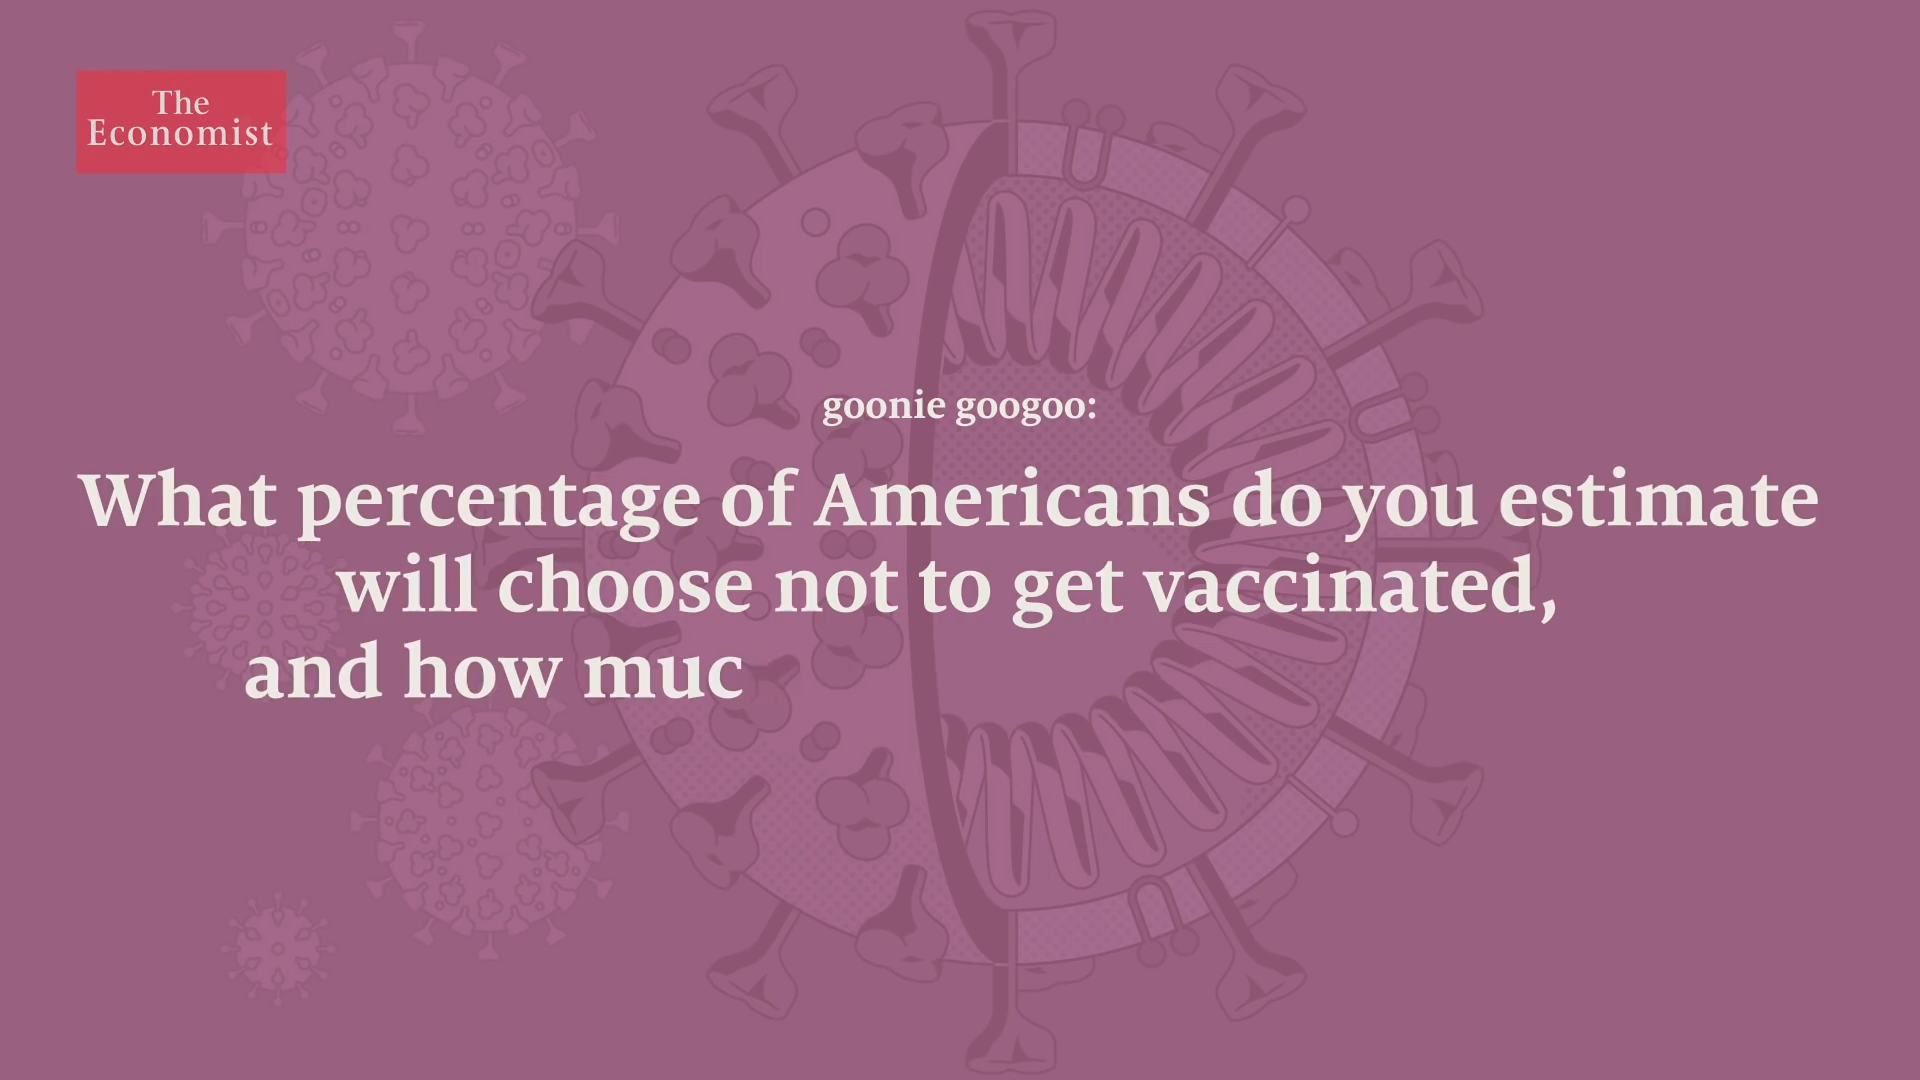 The
Economist
goonie googoo:
What percentage of Americans do you estimate
will choose not to get vaccinated,
and how muc